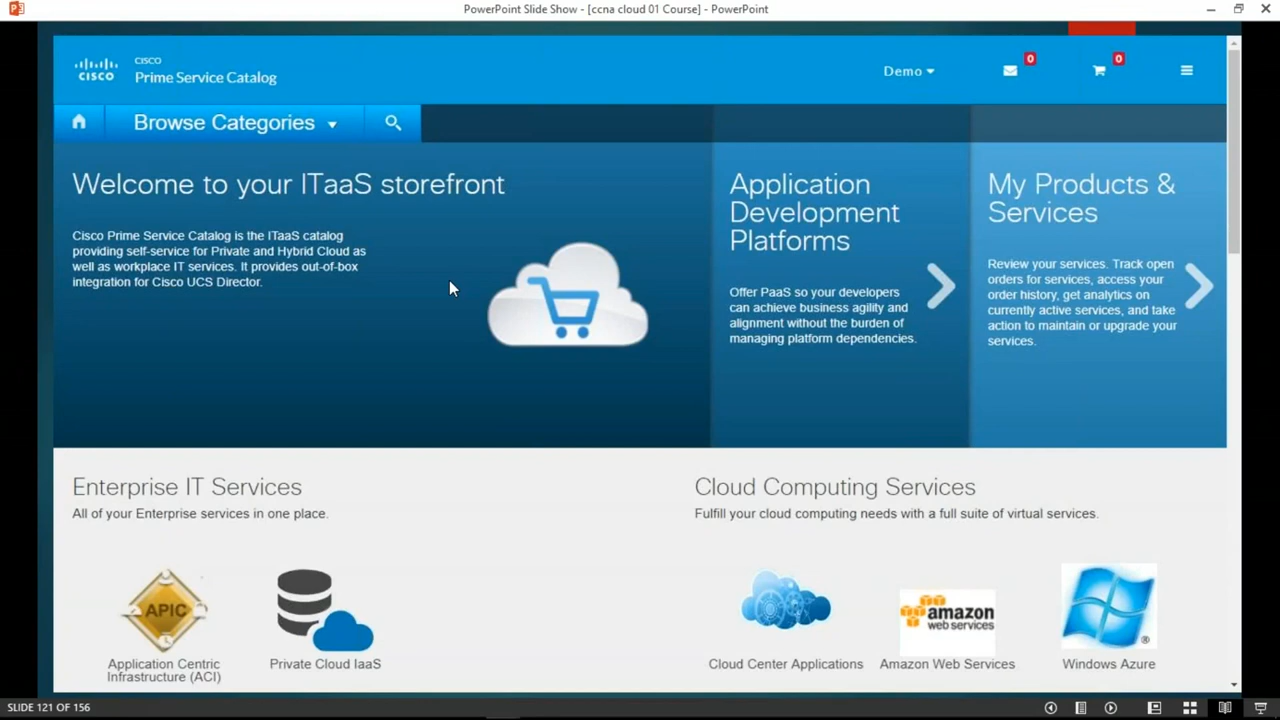 PowerPoint Slide Show - [ccna cloud 01 Course] - PowerPoint
CISCO
CISCO
Prime Service Catalog
Demo
0
0
Browse Categories
Welcome to your ITaaS storefront
Cisco Prime Service Catalog is the ITaaS catalog
providing self-service for Private and Hybrid Cloud as
well as workplace IT services. It provides out-of-box
integration for Cisco UCS Director.
Application
Development
Platforms
Offer PaaS so your developers
can achieve business agility and
alignment without the burden of
managing platform dependencies.
My Products &
Services
Review your services. Track open
orders for services, access your
order history, get analytics on
currently active services, and take
action to maintain or upgrade your
services.
Enterprise IT Services
All of your Enterprise services in one place.
Cloud Computing Services
Fulfill your cloud computing needs with a full suite of virtual services.
APIC
Application Centric
Infrastructure (ACI)
Private Cloud IaaS
Cloud Center Applications
amazon
web services
Amazon Web Services
®
Windows Azure
SLIDE 121 OF 156